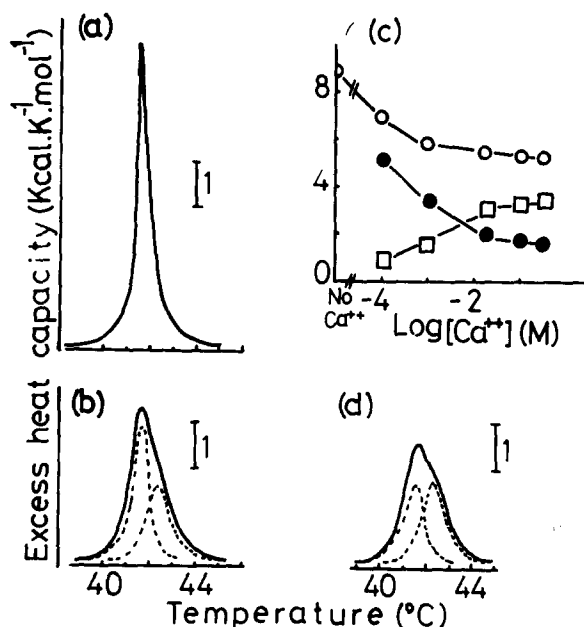 (a)
capacity (Kcal.K⁻¹.mol⁻¹)
1
(c)
8
4
0
No
Ca⁺⁺
-4
-2
Log[Ca⁺⁺] (M)
(b)
Excess heat
1
40
44
(d)
1
40
44
Temperature (°C)